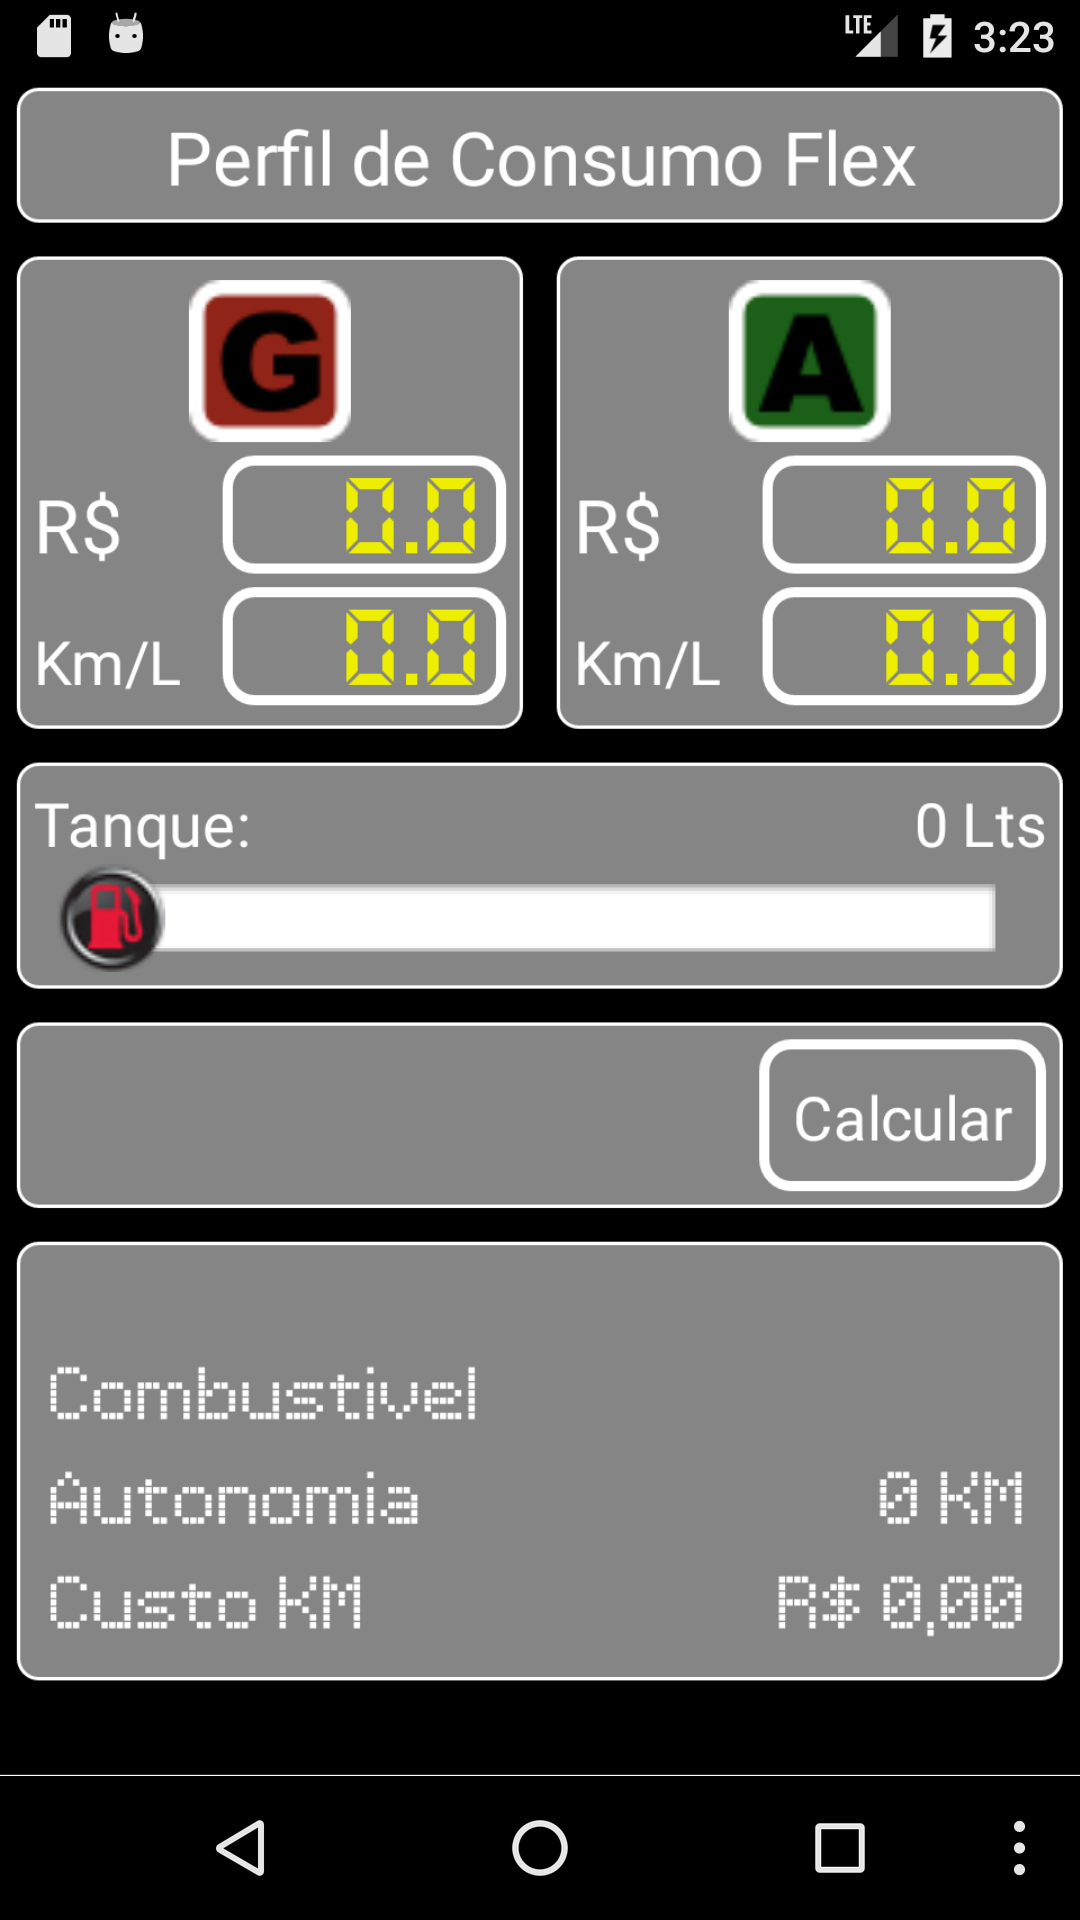 LTE 3:23
Perfil de Consumo Flex
G A
R$ 0.0 R$ 0.0
Km/L 0.0 Km/L 0.0
Tanque: 0 Lts
Calcular
Combustivel
Autonomia 0 KM
Custo KM R$ 0,00